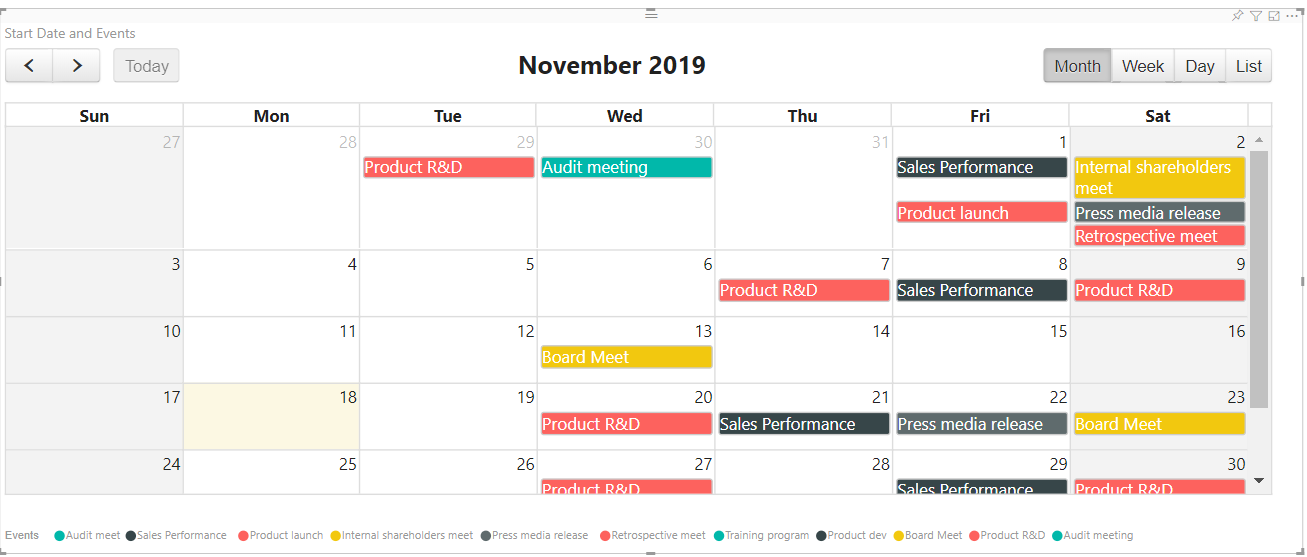 Start Date and Events
Today
November 2019
Month Week Day List
Sun Mon Tue Wed Thu Fri Sat
27 28 29 30 31 1 2
Product R&D Audit meeting Sales Performance Internal shareholders
meet
Product launch Press media release
Retrospective meet
3 4 5 6 7 8 9
Product R&D Sales Performance Product R&D
10 11 12 13 14 15 16
Board Meet
17 18 19 20 21 22 23
Product R&D Sales Performance Press media release Board Meet
24 25 26 27 28 29 30
Product R&D Sales Performance Product R&D
Events Audit meet Sales Performance Product launch Internal shareholders meet Press media release Retrospective meet Training program Product dev Board Meet Product R&D Audit meeting